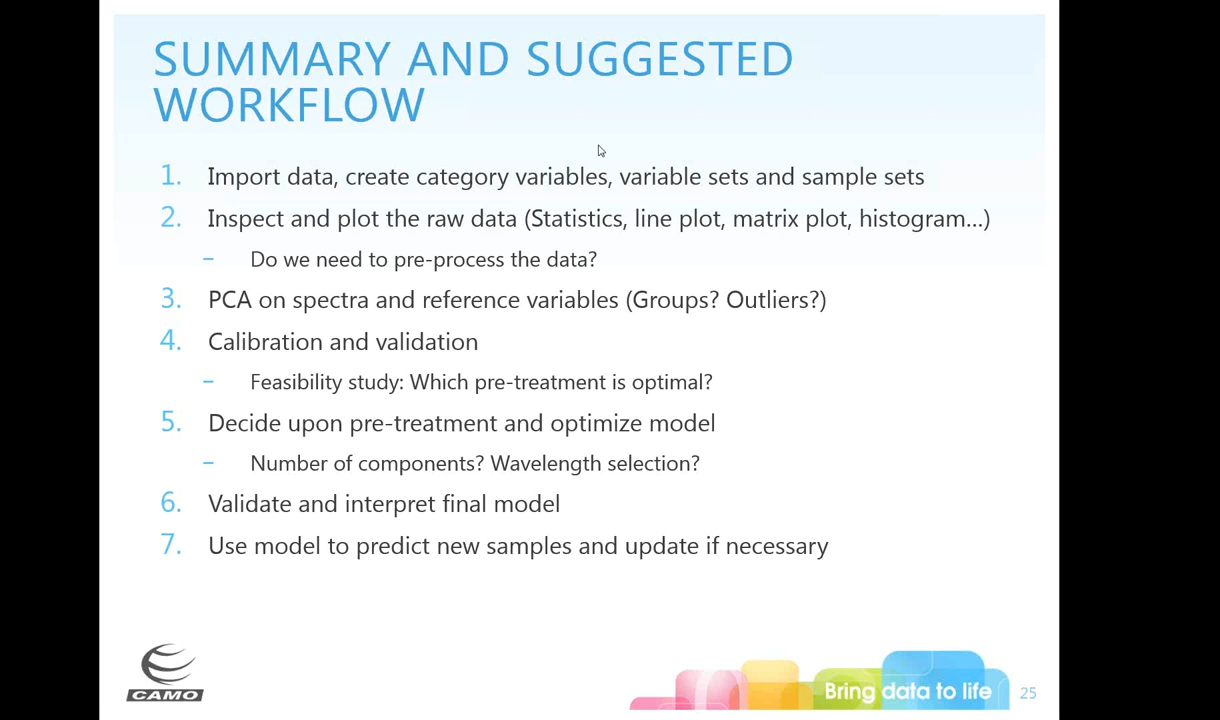 SUMMARY AND SUGGESTED
WORKFLOW
1. Import data, create category variables, variable sets and sample sets
2. Inspect and plot the raw data (Statistics, line plot, matrix plot, histogram...)
– Do we need to pre-process the data?
3. PCA on spectra and reference variables (Groups? Outliers?)
4. Calibration and validation
– Feasibility study: Which pre-treatment is optimal?
5. Decide upon pre-treatment and optimize model
– Number of components? Wavelength selection?
6. Validate and interpret final model
7. Use model to predict new samples and update if necessary
CAMO
Bring data to life
25